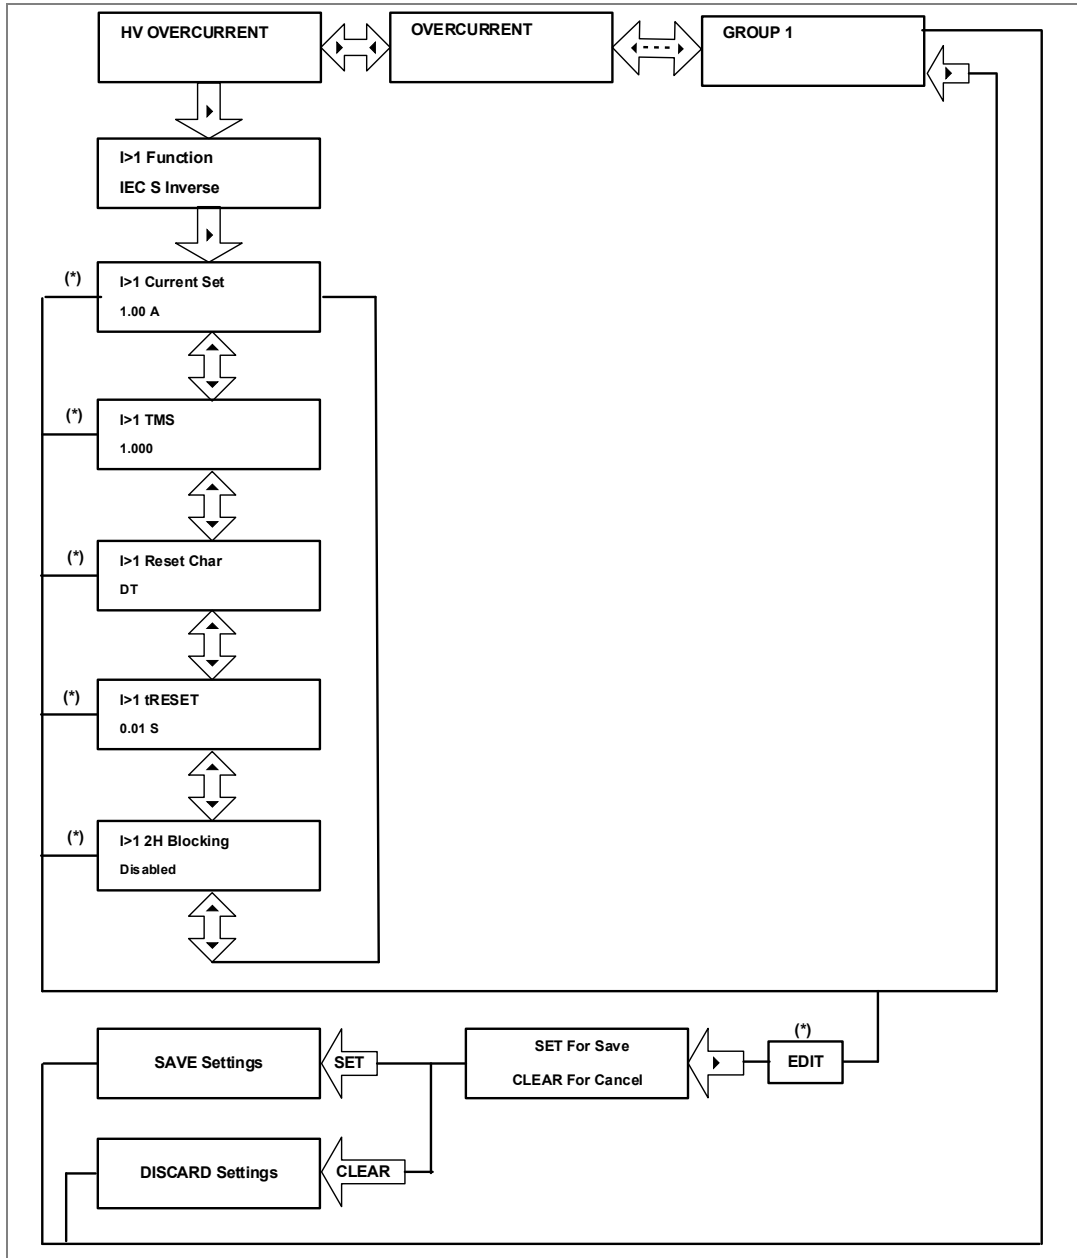 HV OVERCURRENT
OVERCURRENT
GROUP 1
I>1 Function
IEC S Inverse
(*)
I>1 Current Set
1.00 A
(*)
I>1 TMS
1.000
(*)
I>1 Reset Char
DT
(*)
I>1 tRESET
0.01 S
(*)
I>1 2H Blocking
Disabled
SAVE Settings
SET
SET For Save
CLEAR For Cancel
(*)
EDIT
DISCARD Settings
CLEAR